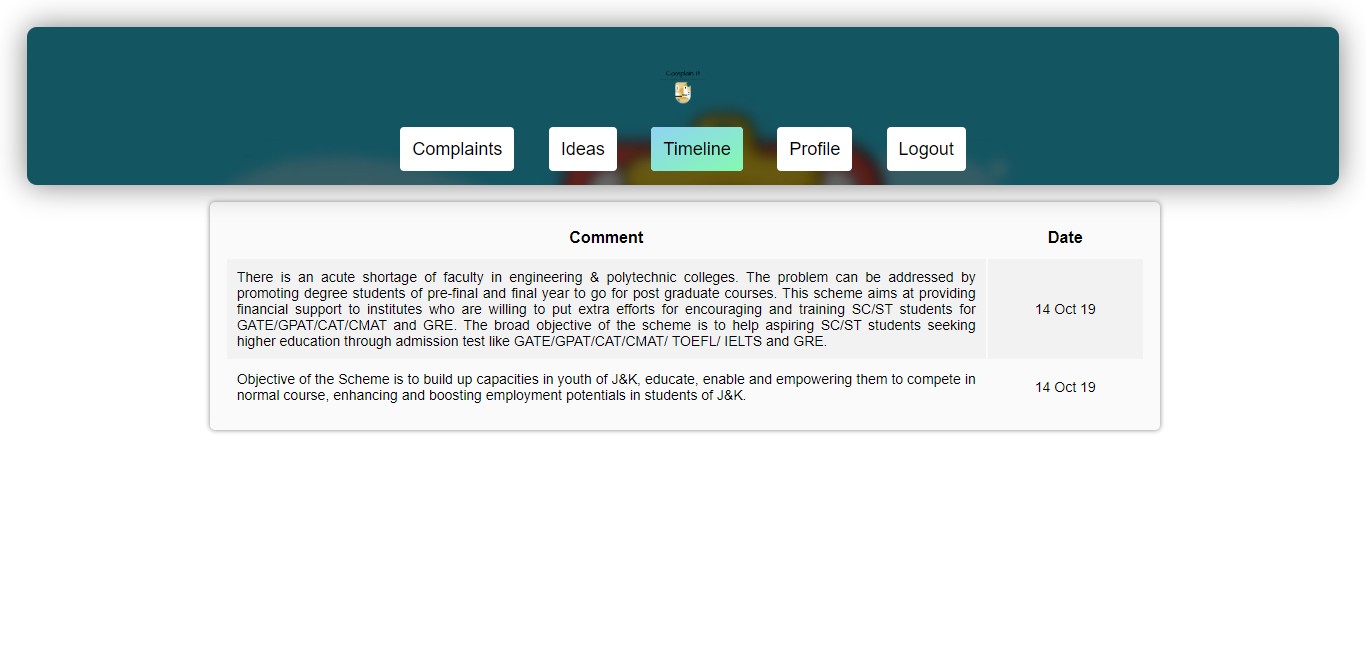 Complain It
Complaints
Ideas
Timeline
Profile
Logout
Comment Date
There is an acute shortage of faculty in engineering & polytechnic colleges. The problem can be addressed by
promoting degree students of pre-final and final year to go for post graduate courses. This scheme aims at providing
financial support to institutes who are willing to put extra efforts for encouraging and training SC/ST students for
GATE/GPAT/CAT/CMAT and GRE. The broad objective of the scheme is to help aspiring SC/ST students seeking
higher education through admission test like GATE/GPAT/CAT/CMAT/ TOEFL/ IELTS and GRE.
14 Oct 19
Objective of the Scheme is to build up capacities in youth of J&K, educate, enable and empowering them to compete in
normal course, enhancing and boosting employment potentials in students of J&K.
14 Oct 19